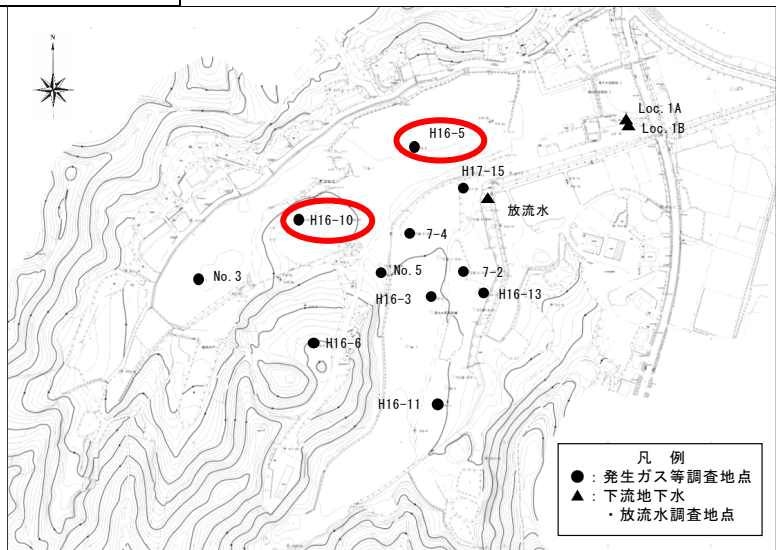 N
Loc.1A
Loc.1B
H16-5
H17-15
放流水
H16-10
7-4
No.3
No.5
7-2
H16-3
H16-13
H16-6
H16-11
凡 例
●:発生ガス等調査地点
▲:下流地下水
・放流水調査地点